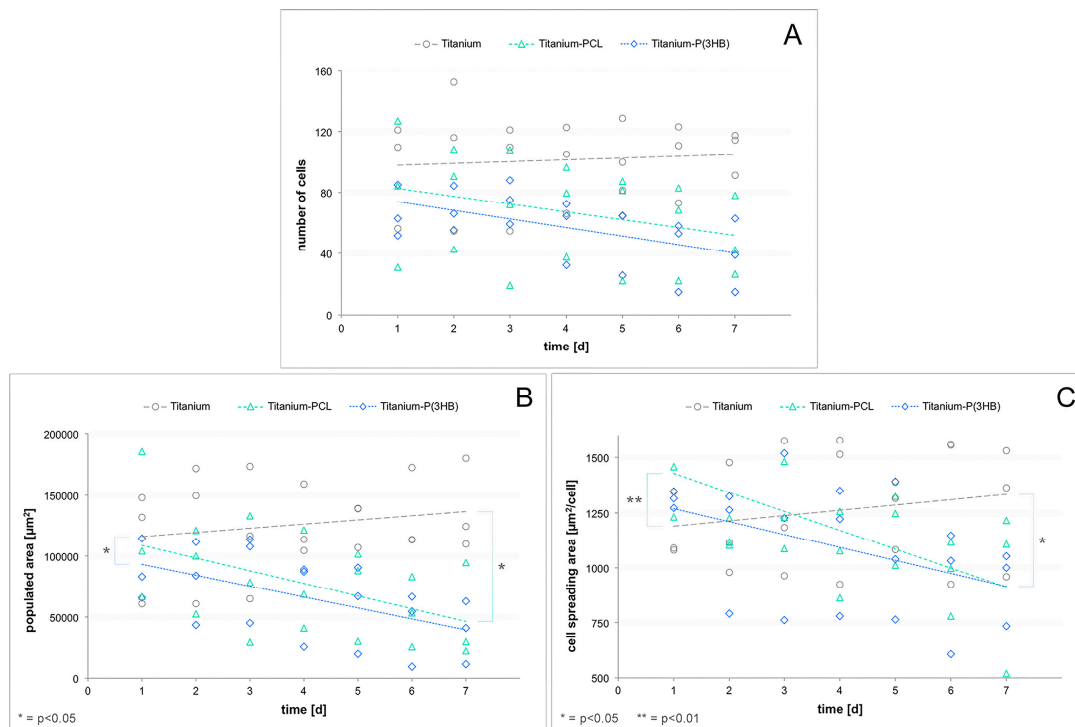 A
Titanium Titanium-PCL Titanium-P(3HB)
number of cells
160
120
80
40
0
0 1 2 3 4 5 6 7
time [d]
B
Titanium Titanium-PCL Titanium-P(3HB)
populated area [µm²]
200000
150000
100000
50000
0
*
*
0 1 2 3 4 5 6 7
time [d]
* = p<0.05
C
Titanium Titanium-PCL Titanium-P(3HB)
cell spreading area [µm²/cell]
1500
1250
1000
750
500
**
*
0 1 2 3 4 5 6 7
time [d]
* = p<0.05 ** = p<0.01